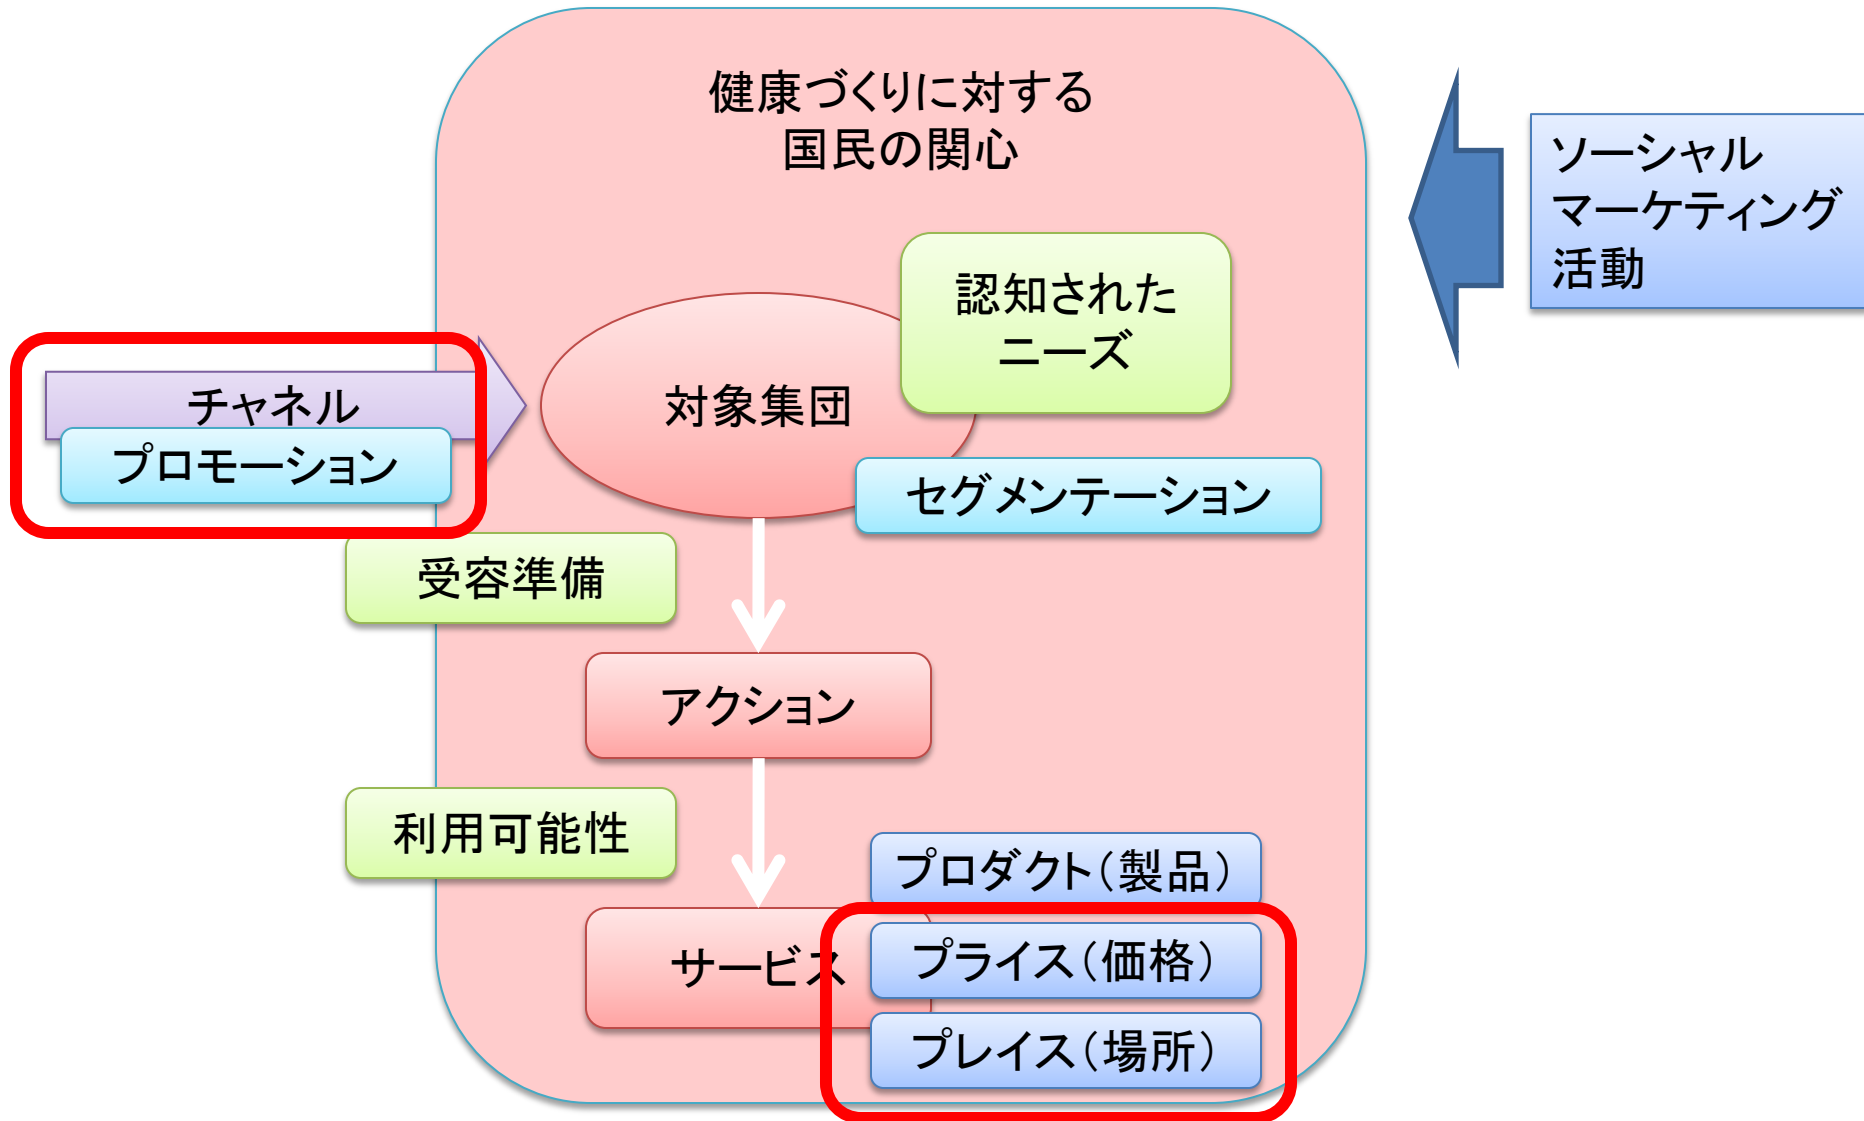 健康づくりに対する
国民の関心
ソーシャル
マーケティング
活動
認知された
ニーズ
チャネル
プロモーション
対象集団
セグメンテーション
受容準備
アクション
利用可能性
プロダクト（製品）
サービス
プライス（価格）
プレイス（場所）